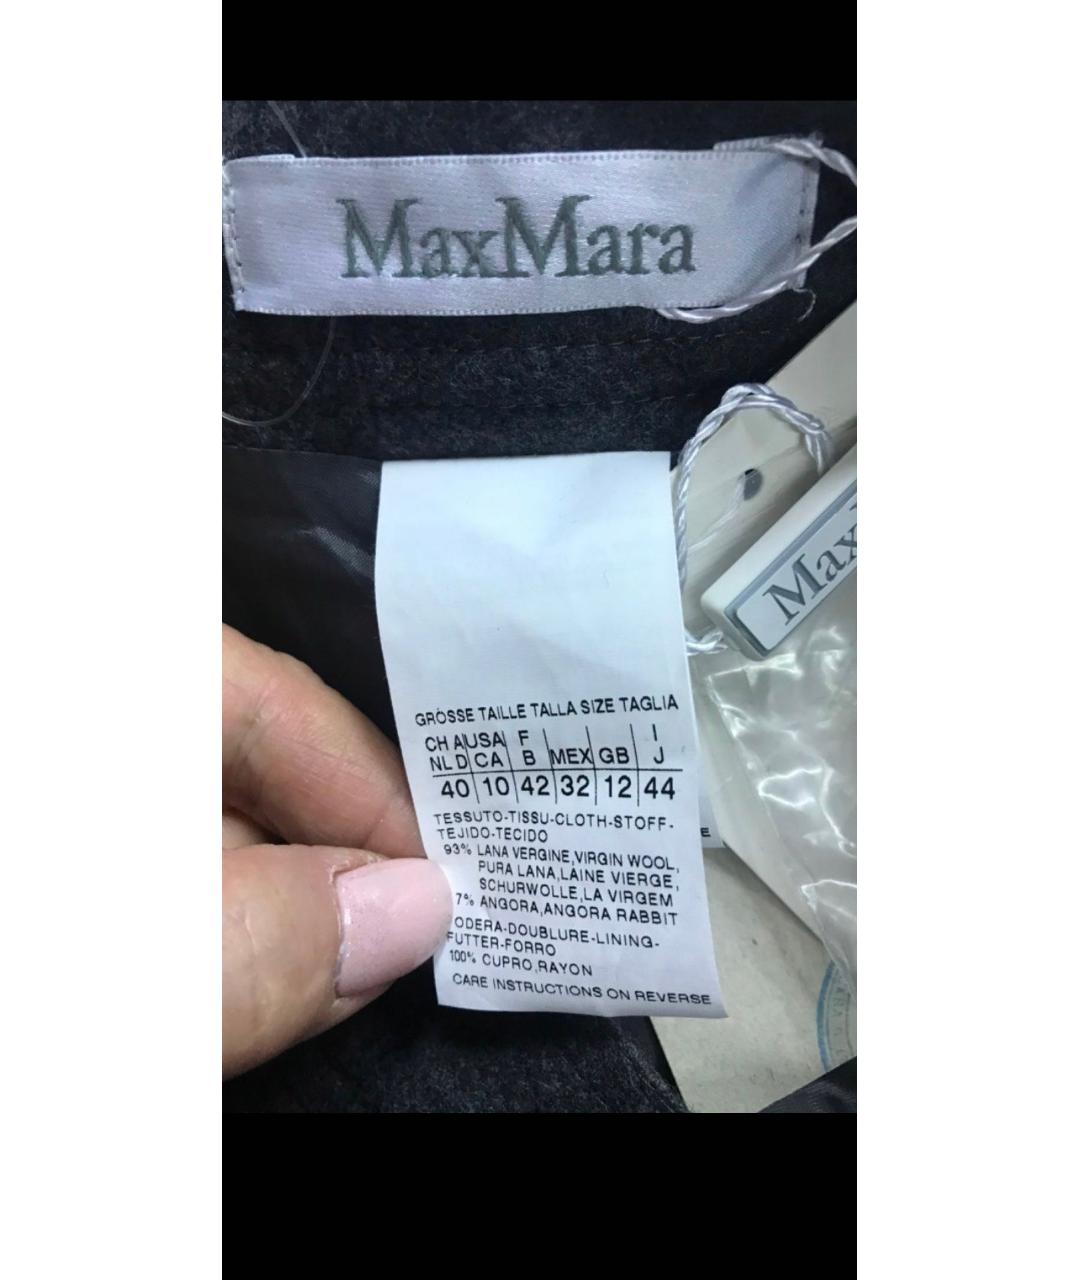 MaxMara
Max
GRÖSSE TAILLE TALLA SIZE TAGLIA
CH A USA F I
NL D CA B MEX GB J
40 10 42 32 12 44
TESSUTO-TISSU-CLOTH-STOFF-
TEJIDO-TECIDO
93% LANA VERGINE,VIRGIN WOOL,
PURA LANA,LAINE VIERGE,
SCHURWOLLE,LA VIRGEM
7% ANGORA,ANGORA RABBIT
ODERA-DOUBLURE-LINING-
FUTTER-FORRO
100% CUPRO,RAYON
CARE INSTRUCTIONS ON REVERSE
E